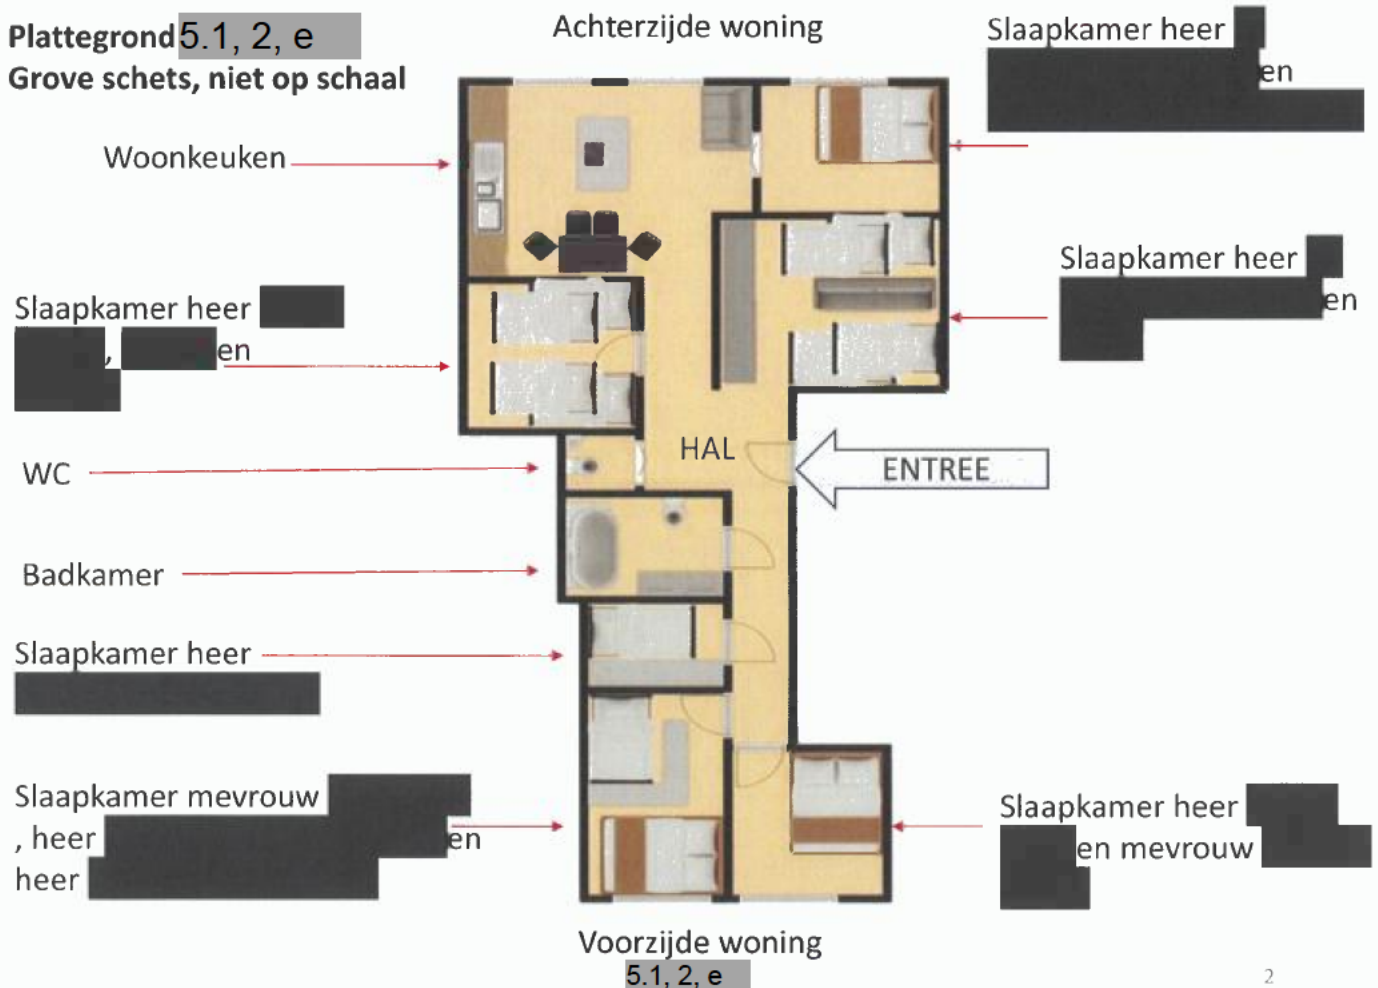 Plattegrond 5.1, 2, e
Grove schets, niet op schaal
Achterzijde woning
Slaapkamer heer
en
Woonkeuken
Slaapkamer heer
en
Slaapkamer heer
, en
HAL
ENTREE
WC
Badkamer
Slaapkamer heer
Slaapkamer mevrouw
, heer en
heer
Slaapkamer heer
en mevrouw
Voorzijde woning
5.1, 2, e
2